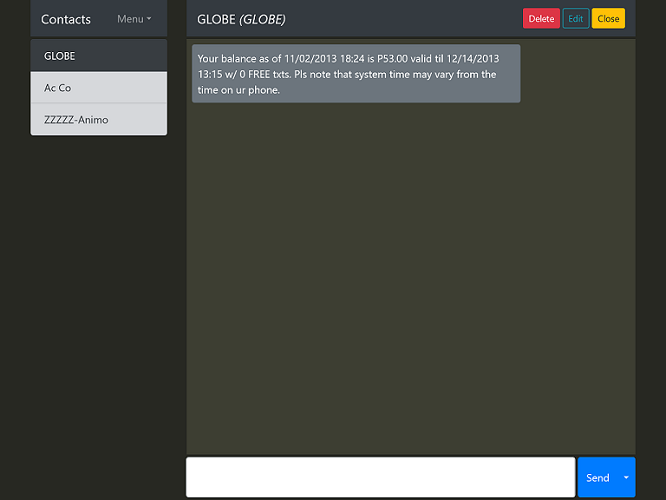 Contacts
Menu
GLOBE
Ac Co
ZZZZZ-Animo
GLOBE (GLOBE)
Delete
Edit
Close
Your balance as of 11/02/2013 18:24 is P53.00 valid til 12/14/2013
13:15 w/ 0 FREE txts. Pls note that system time may vary from the
time on ur phone.
Send